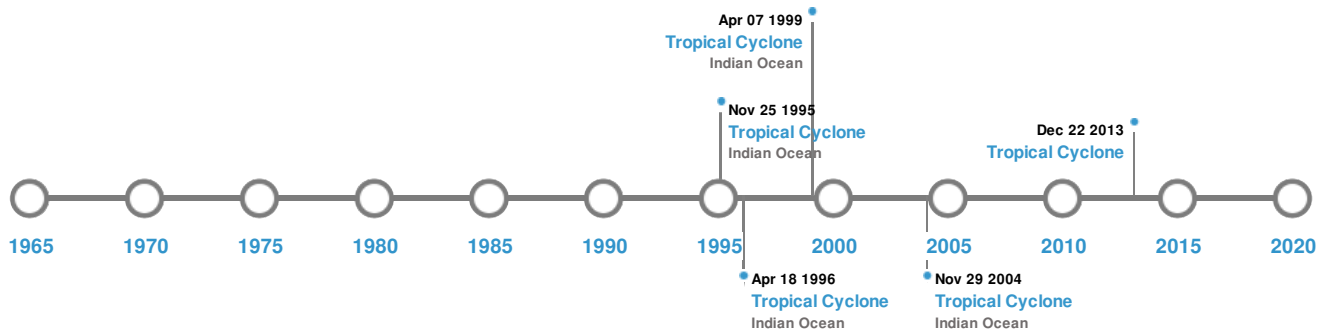 Apr 07 1999
Tropical Cyclone
Indian Ocean
Nov 25 1995
Tropical Cyclone
Indian Ocean
Dec 22 2013
Tropical Cyclone
1965 1970 1975 1980 1985 1990 1995 2000 2005 2010 2015 2020
Apr 18 1996
Tropical Cyclone
Indian Ocean
Nov 29 2004
Tropical Cyclone
Indian Ocean